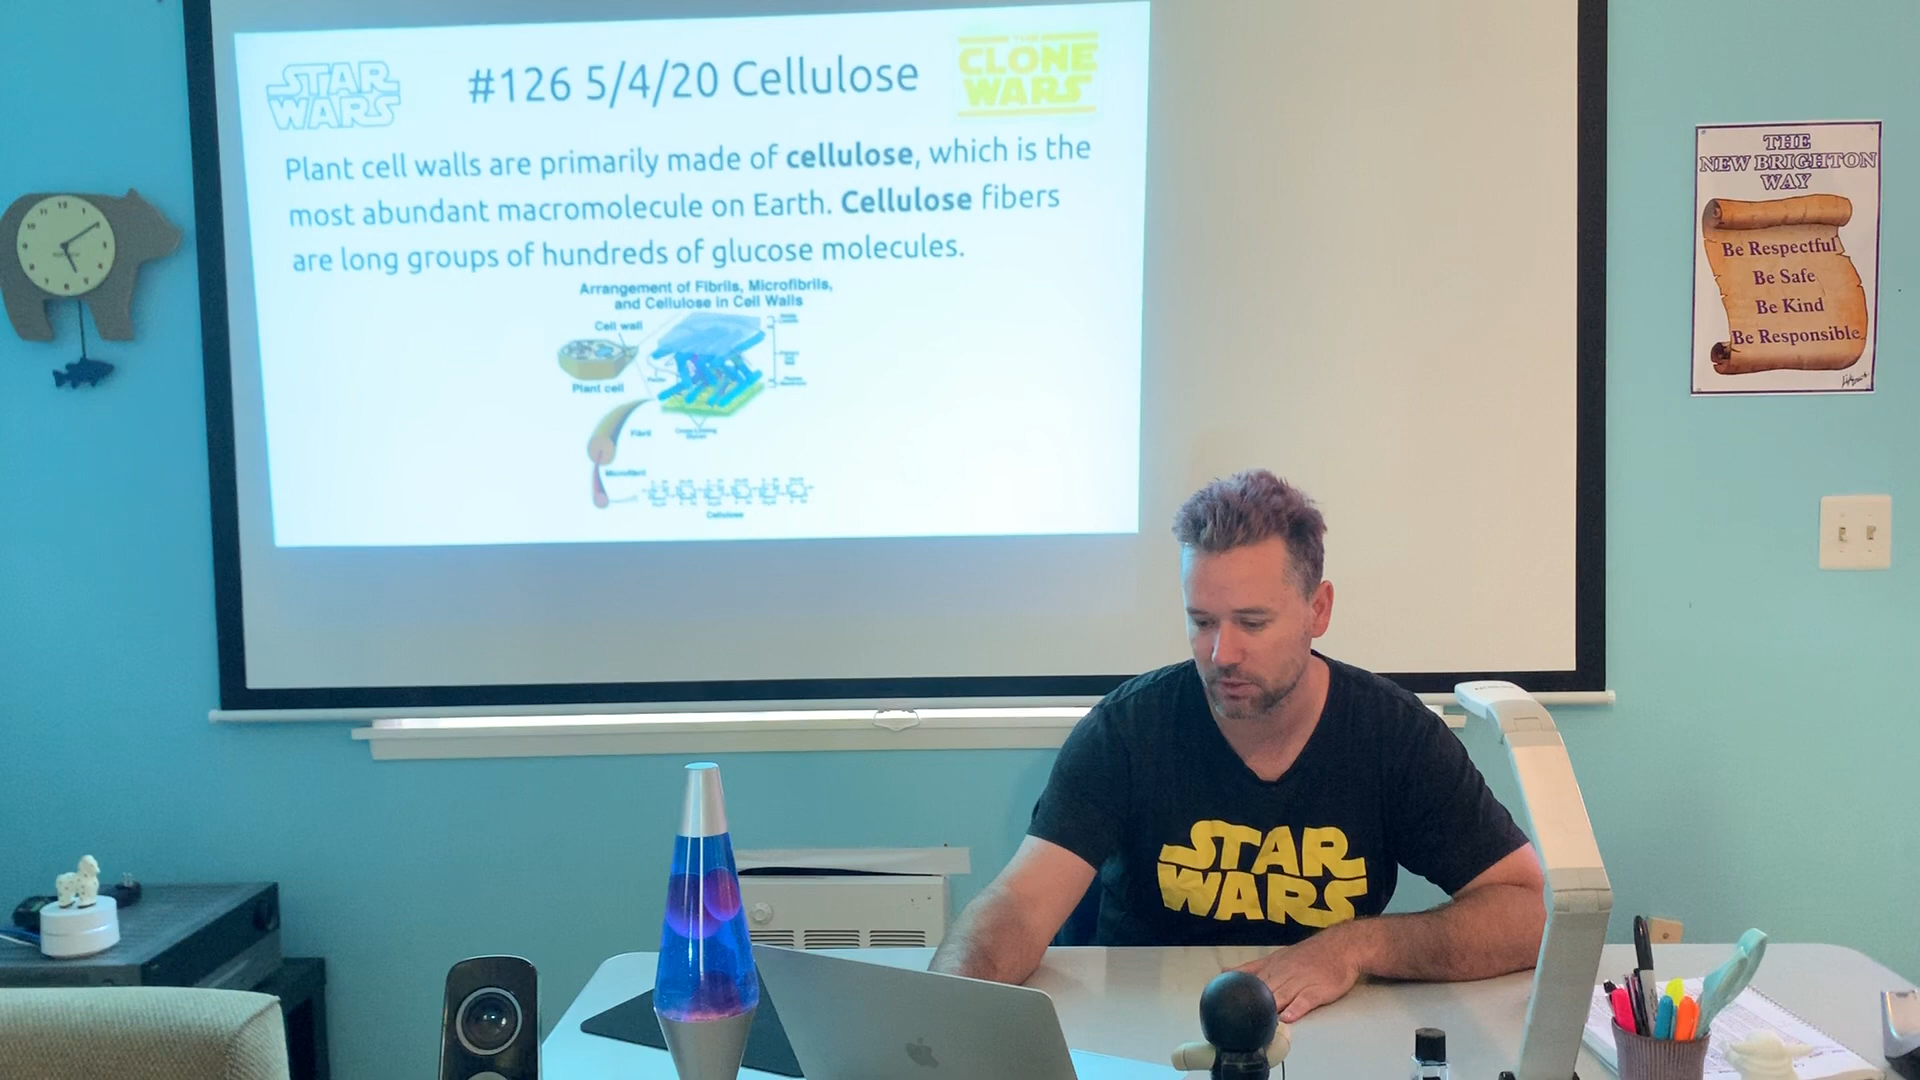 STAR
WARS
#126 5/4/20 Cellulose
THE
CLONE
WARS
Plant cell walls are primarily made of cellulose, which is the
most abundant macromolecule on Earth. Cellulose fibers
are long groups of hundreds of glucose molecules.
Arrangement of Fibrils, Microfibrils,
and Cellulose in Cell Walls
Cell wall
Plant cell
Fibril
Microfibril
Cellulose
THE
NEW BRIGHTON
WAY
Be Respectful
Be Safe
Be Kind
Be Responsible
STAR
WARS